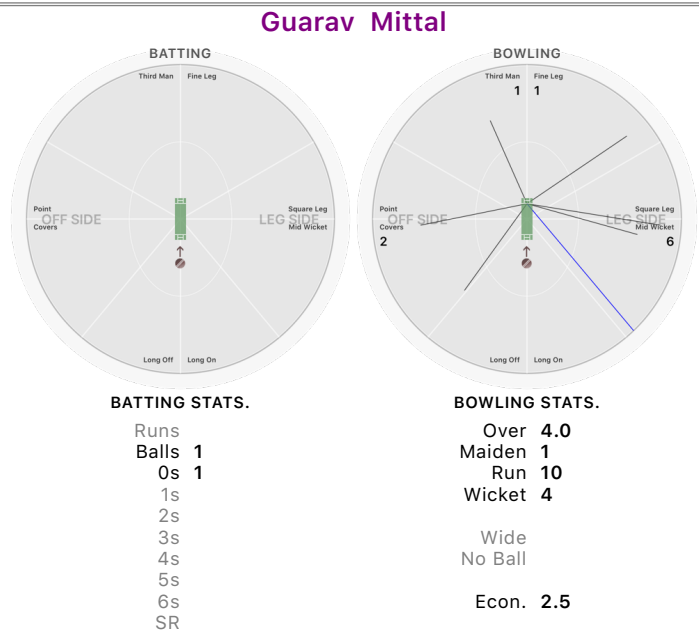 Guarav Mittal
BATTING
Third Man Fine Leg
Point
OFF SIDE
Covers
Square Leg
LEG SIDE
Mid Wicket
Long Off Long On
BATTING STATS.
Runs
Balls 1
0s 1
1s
2s
3s
4s
5s
6s
SR
BOWLING
Third Man Fine Leg
1 1
Point
OFF SIDE
Covers
2
Square Leg
LEG SIDE
Mid Wicket
6
Long Off Long On
BOWLING STATS.
Over 4.0
Maiden 1
Run 10
Wicket 4
Wide
No Ball
Econ. 2.5